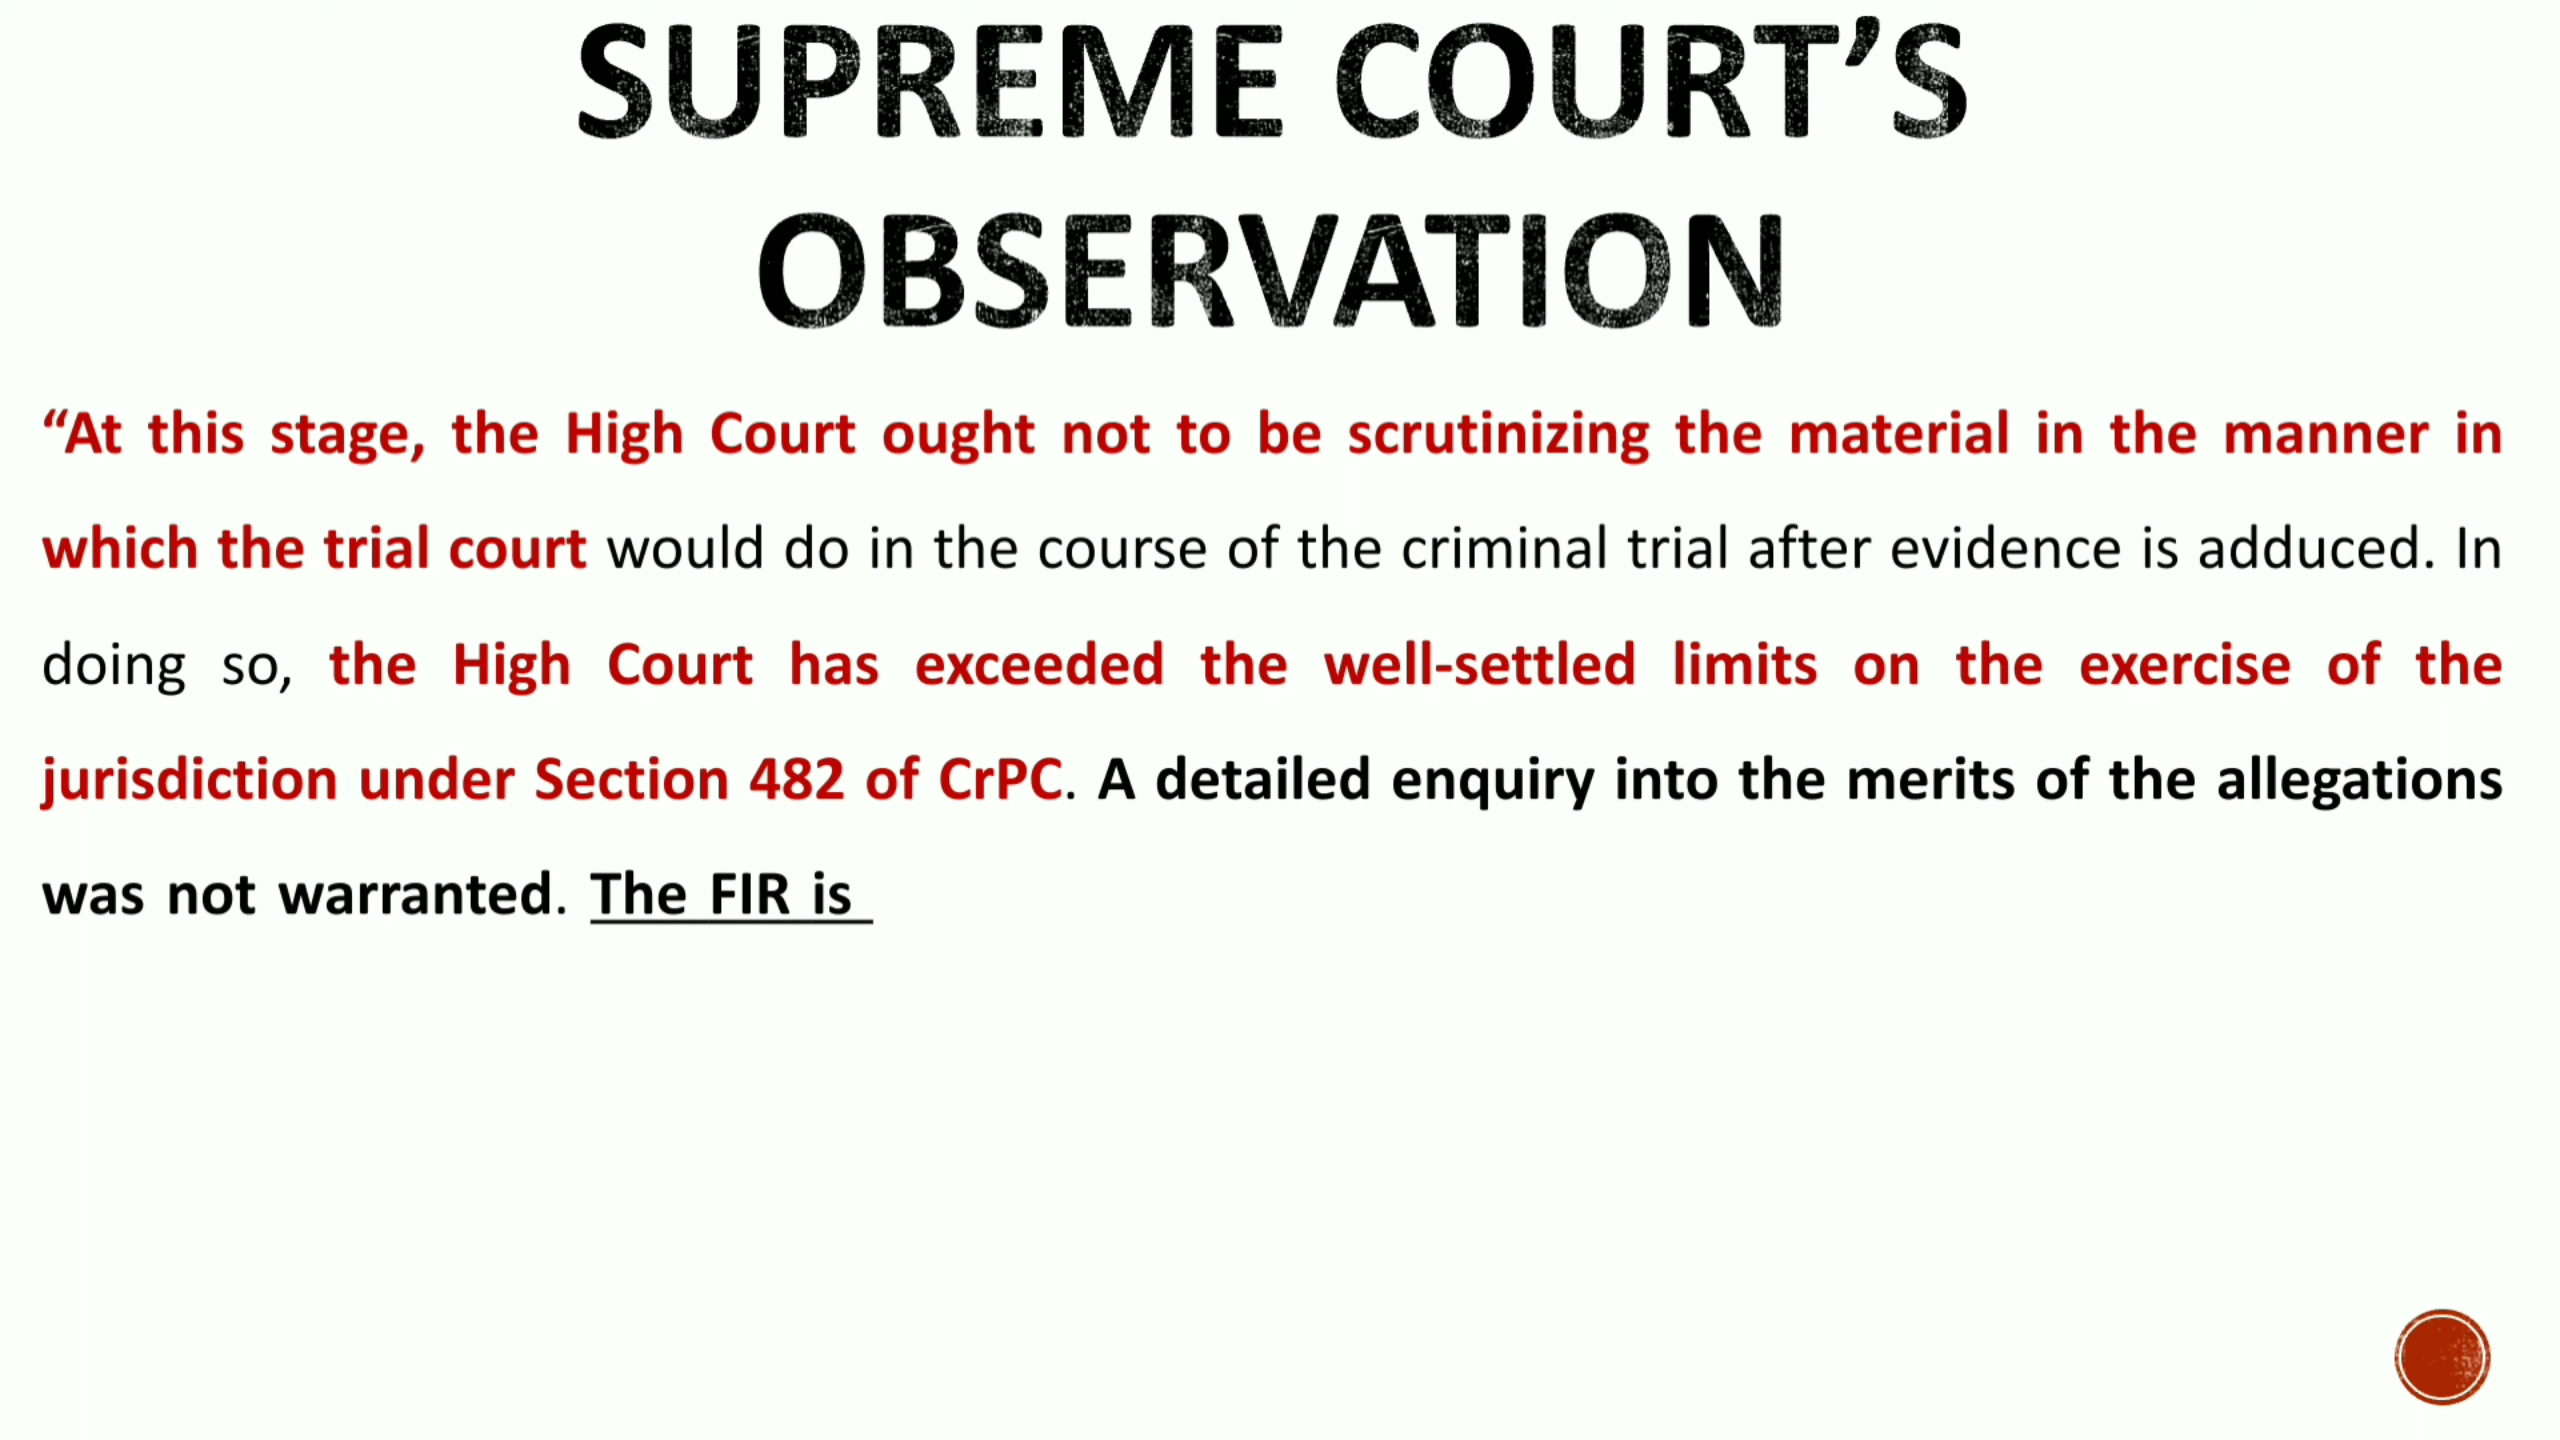 SUPREME COURT’S
OBSERVATION
“At this stage, the High Court ought not to be scrutinizing the material in the manner in
which the trial court would do in the course of the criminal trial after evidence is adduced. In
doing so, the High Court has exceeded the well-settled limits on the exercise of the
jurisdiction under Section 482 of CrPC. A detailed enquiry into the merits of the allegations
was not warranted. The FIR is